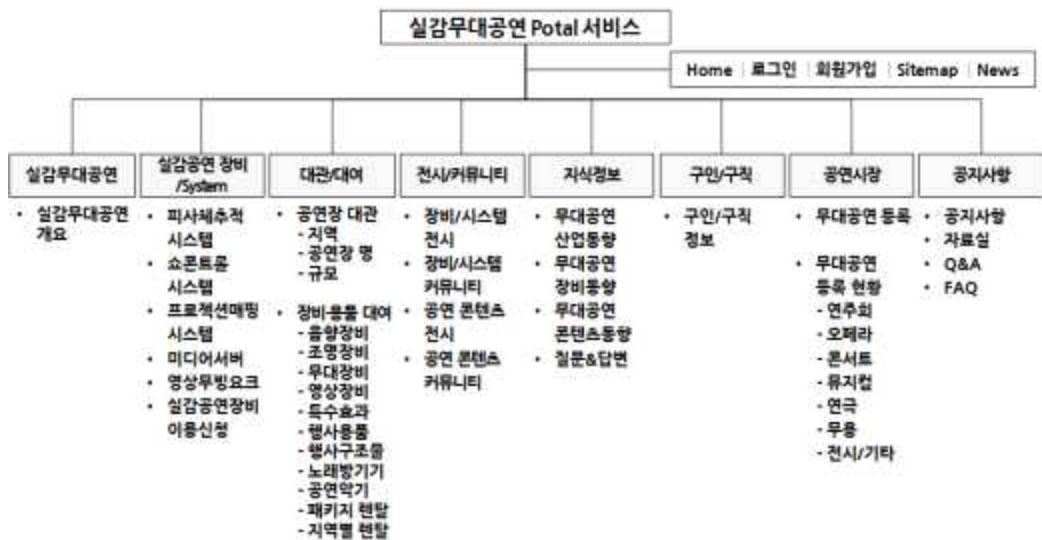 실감무대공연 Potal 서비스
Home | 로그인 | 회원가입 | Sitemap | News
실감무대공연
• 실감무대공연
개요
실감공연 장비
/System
• 피사체추적
시스템
• 쇼콘트롤
시스템
• 프로젝션매핑
시스템
• 미디어서버
• 영상무빙요크
• 실감공연장비
이용신청
대관/대여
• 공연장 대관
- 지역
- 공연장 명
- 규모
• 장비·용품 대여
- 음향장비
- 조명장비
- 무대장비
- 영상장비
- 특수효과
- 행사용품
- 행사구조물
- 노래방기기
- 공연악기
- 패키지 렌탈
- 지역별 렌탈
전시/커뮤니티
• 장비/시스템
전시
• 장비/시스템
커뮤니티
• 공연 콘텐츠
전시
• 공연 콘텐츠
커뮤니티
지식정보
• 무대공연
산업동향
• 무대공연
장비동향
• 무대공연
콘텐츠동향
• 질문&답변
구인/구직
• 구인/구직
정보
공연시장
• 무대공연 등록
• 무대공연
등록 현황
- 연주회
- 오페라
- 콘서트
- 뮤지컬
- 연극
- 무용
- 전시/기타
공지사항
• 공지사항
• 자료실
• Q&A
• FAQ